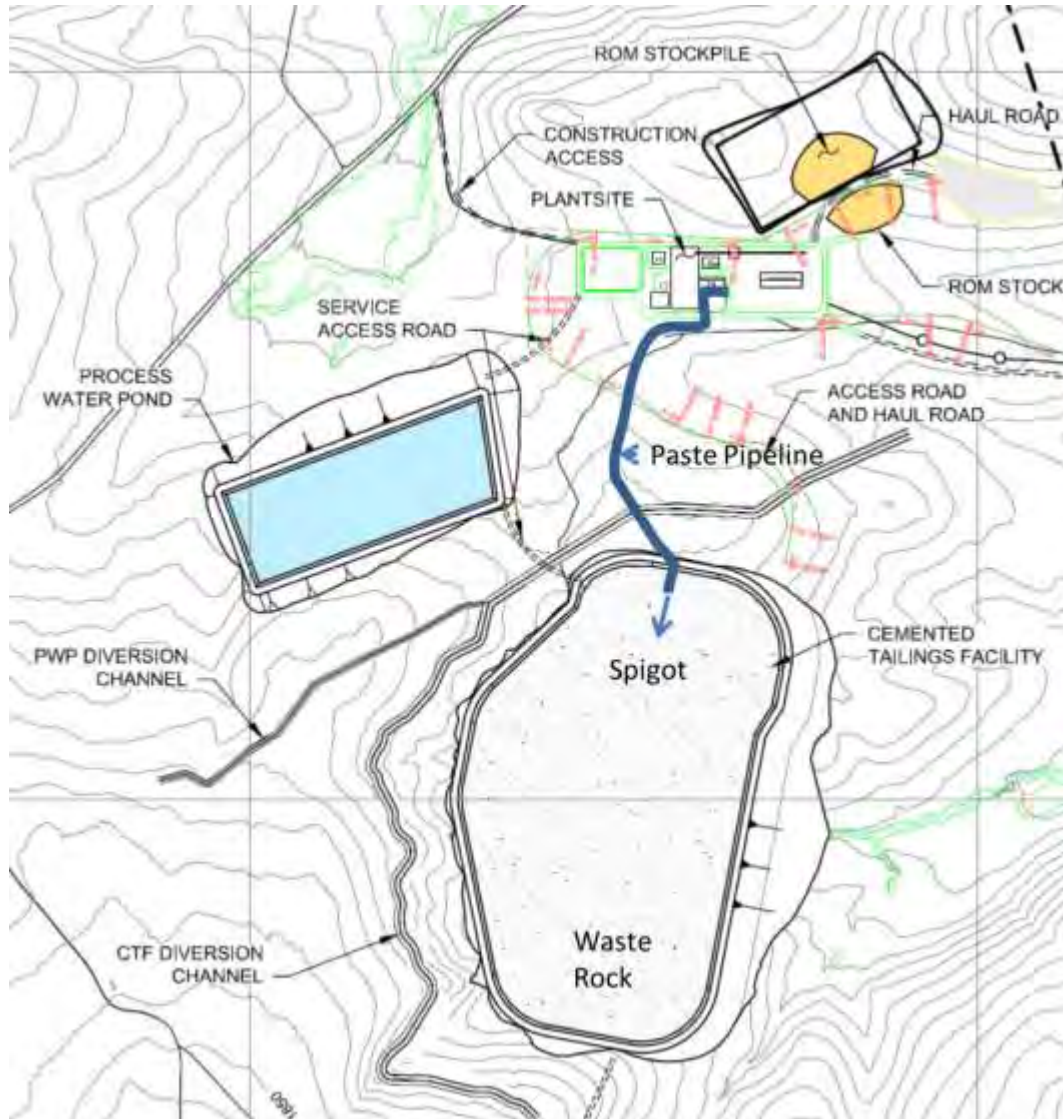 ROM STOCKPILE
HAUL ROAD
CONSTRUCTION
ACCESS
PLANTSITE
ROM STOCK
SERVICE
ACCESS ROAD
PROCESS
WATER POND
ACCESS ROAD
AND HAUL ROAD
Paste Pipeline
CEMENTED
TAILINGS FACILITY
Spigot
PWP DIVERSION
CHANNEL
Waste
Rock
CTF DIVERSION
CHANNEL
1850